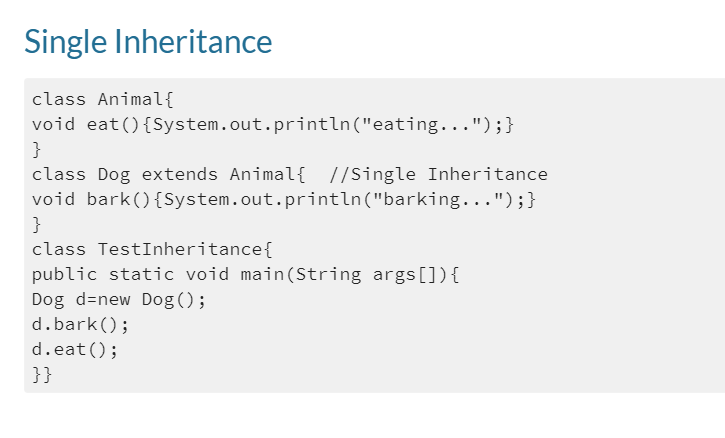 Single Inheritance
class Animal{
void eat(){System.out.println("eating...");}
}
class Dog extends Animal{  //Single Inheritance
void bark(){System.out.println("barking...");}
}
class TestInheritance{
public static void main(String args[]){
Dog d=new Dog();
d.bark();
d.eat();
}}